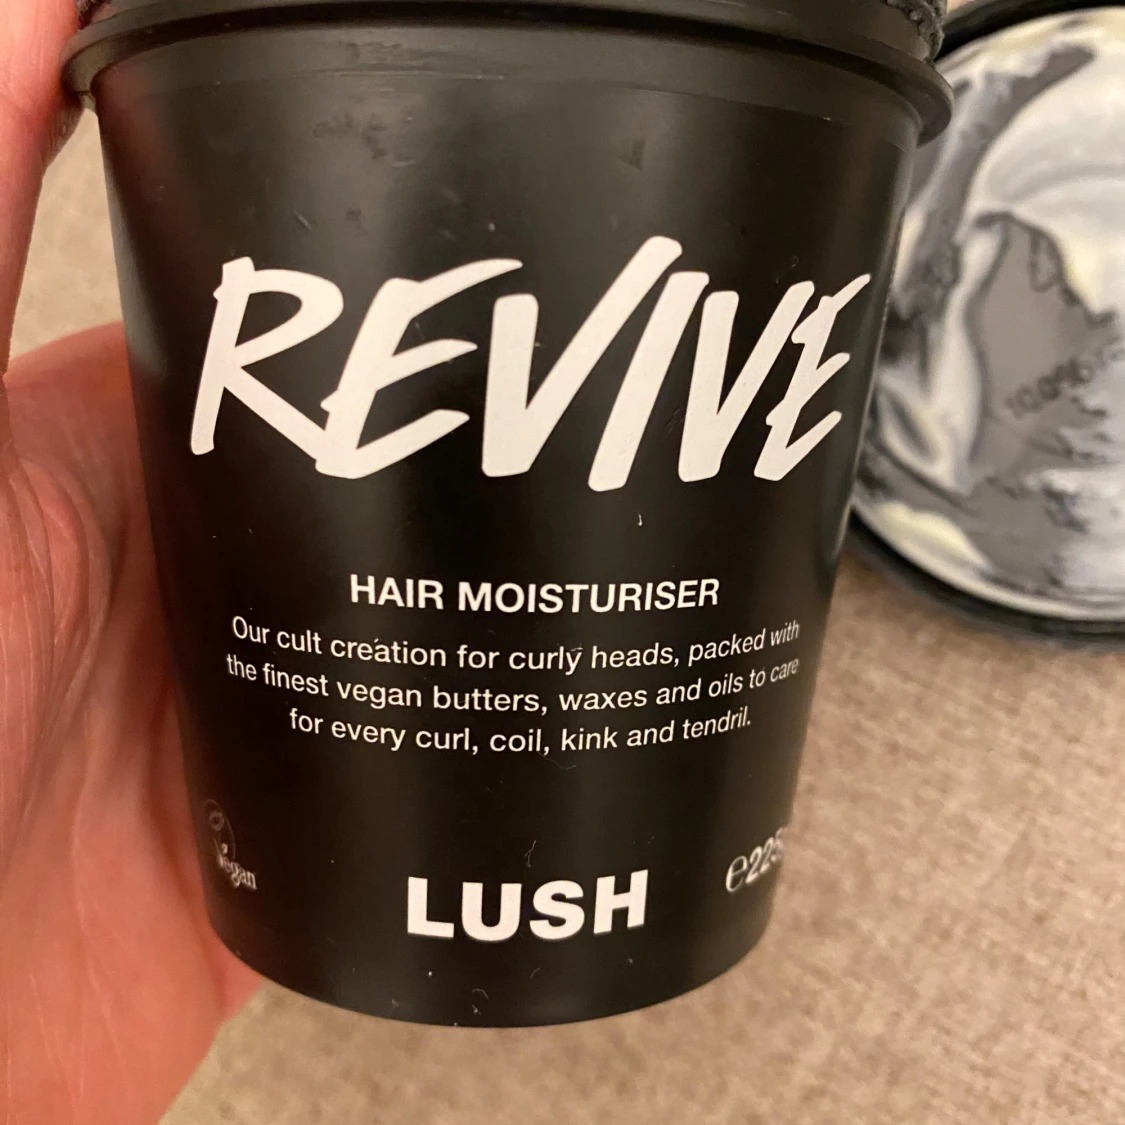 REVIVE
HAIR MOISTURISER
Our cult creation for curly heads, packed with
the finest vegan butters, waxes and oils to care
for every curl, coil, kink and tendril.
vegan
LUSH
℮225